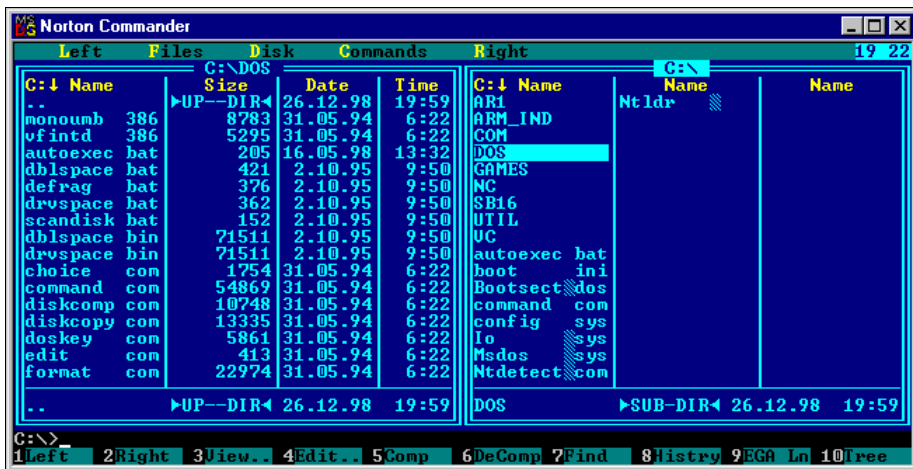 Norton Commander
Left Files Disk Commands Right 19 22
C:\DOS
C:↓ Name Size Date Time
.. ►UP--DIR◄ 26.12.98 19:59
monoumb 386 8783 31.05.94 6:22
vfintd 386 5295 31.05.94 6:22
autoexec bat 205 16.05.98 13:32
dblspace bat 421 2.10.95 9:50
defrag bat 376 2.10.95 9:50
drvspace bat 362 2.10.95 9:50
scandisk bat 152 2.10.95 9:50
dblspace bin 71511 2.10.95 9:50
drvspace bin 71511 2.10.95 9:50
choice com 1754 31.05.94 6:22
command com 54869 31.05.94 6:22
diskcomp com 10748 31.05.94 6:22
diskcopy com 13335 31.05.94 6:22
doskey com 5861 31.05.94 6:22
edit com 413 31.05.94 6:22
format com 22974 31.05.94 6:22
.. ►UP--DIR◄ 26.12.98 19:59
C:\
C:↓ Name Name Name
AR1 Ntldr
ARM_IND
COM
DOS
GAMES
NC
SB16
UTIL
VC
autoexec bat
boot ini
Bootsect dos
command com
config sys
Io sys
Msdos sys
Ntdetect com
DOS ►SUB-DIR◄ 26.12.98 19:59
C:\>_
1Left 2Right 3View.. 4Edit.. 5Comp 6DeComp 7Find 8Histry 9EGA Ln 10Tree